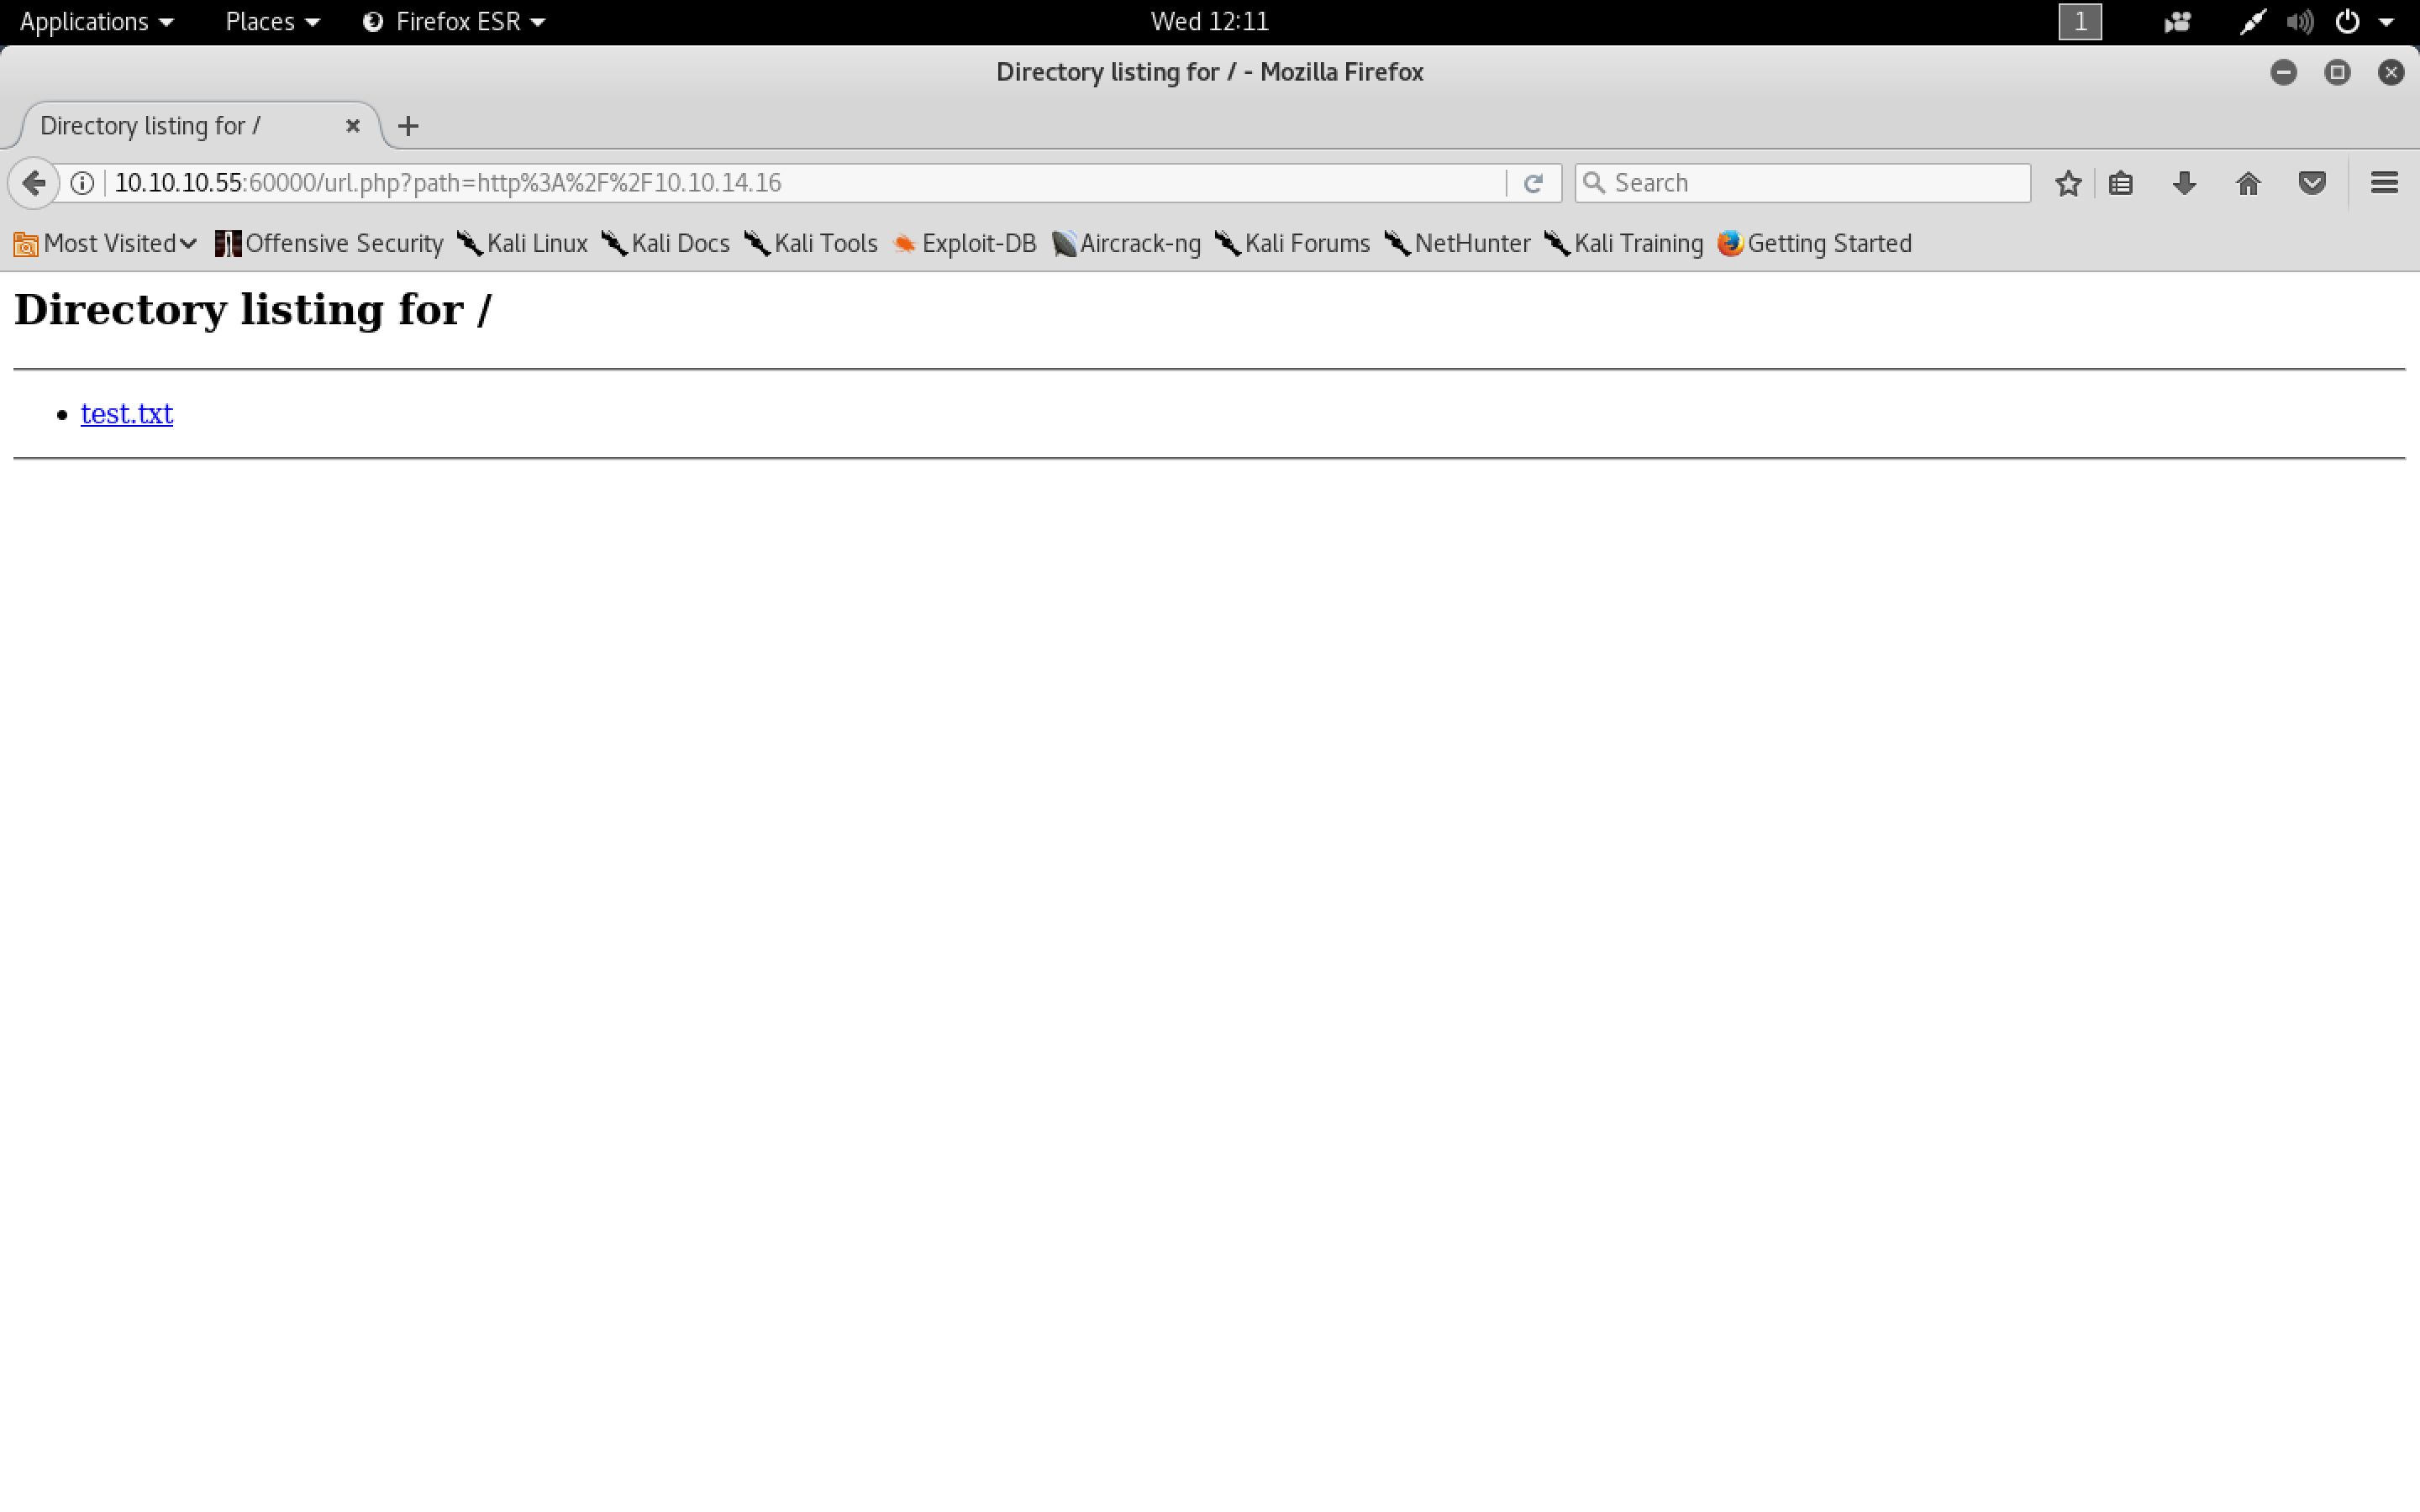 Applications Places Firefox ESR Wed 12:11 1
Directory listing for / - Mozilla Firefox
Directory listing for /
10.10.10.55:60000/url.php?path=http%3A%2F%2F10.10.14.16 Search
Most Visited Offensive Security Kali Linux Kali Docs Kali Tools Exploit-DB Aircrack-ng Kali Forums NetHunter Kali Training Getting Started
Directory listing for /
test.txt